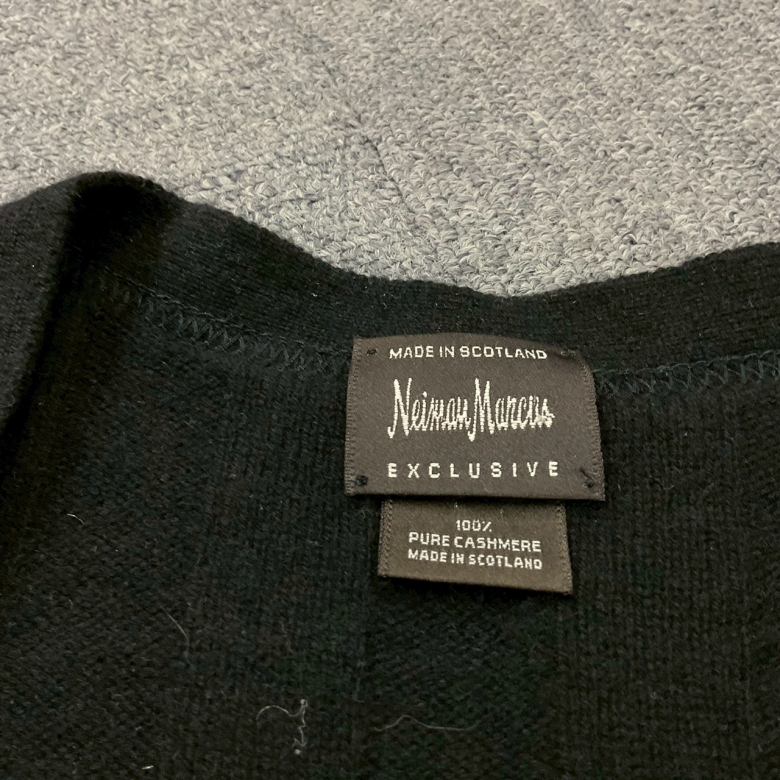 MADE IN SCOTLAND
Neiman Marcus
EXCLUSIVE
100%
PURE CASHMERE
MADE IN SCOTLAND